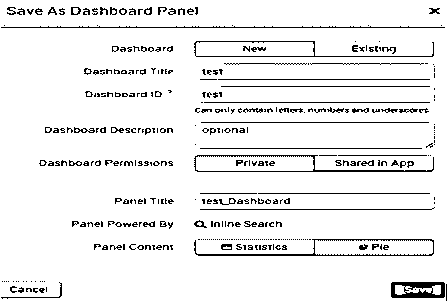 Save As Dashboard Panel ×
Dashboard New Existing
Dashboard Title test
Dashboard ID ? test
Can only contain letters, numbers and underscores.
Dashboard Description optional
Dashboard Permissions Private Shared in App
Panel Title test_Dashboard
Panel Powered By Inline Search
Panel Content Statistics Pie
Cancel Save